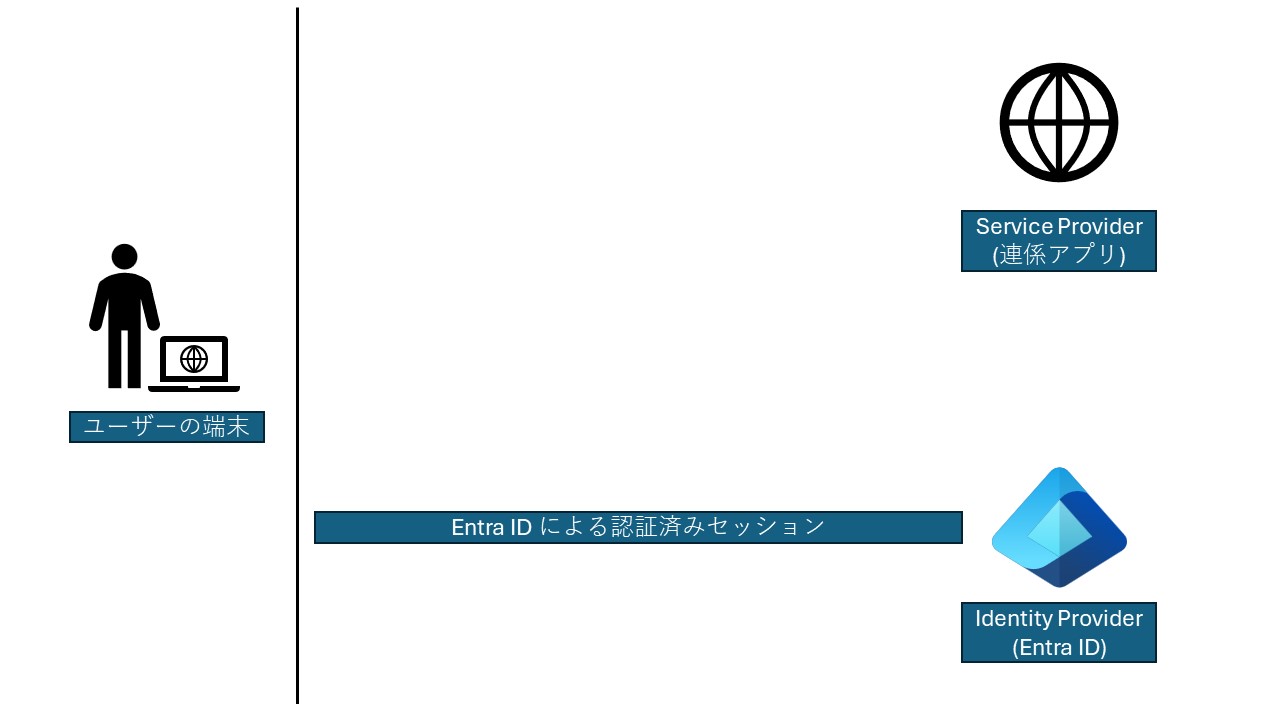 Service Provider
(連係アプリ)
ユーザーの端末
Entra ID による認証済みセッション
Identity Provider
(Entra ID)